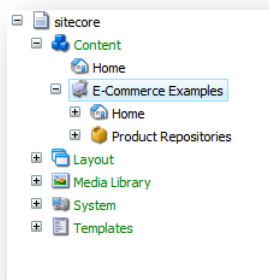 sitecore
Content
Home
E-Commerce Examples
Home
Product Repositories
Layout
Media Library
System
Templates